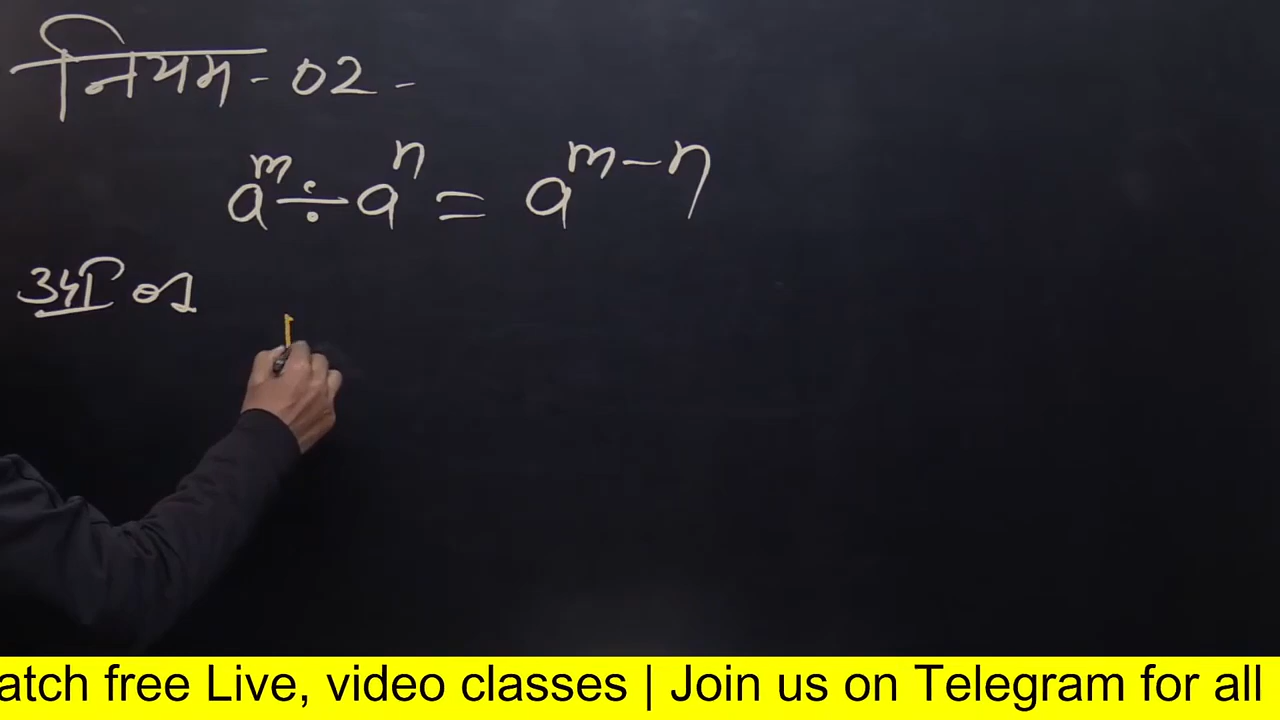 नियम - 02 -
a^m ÷ a^n = a^{m-n}
उदा० 01
atch free Live, video classes | Join us on Telegram for all